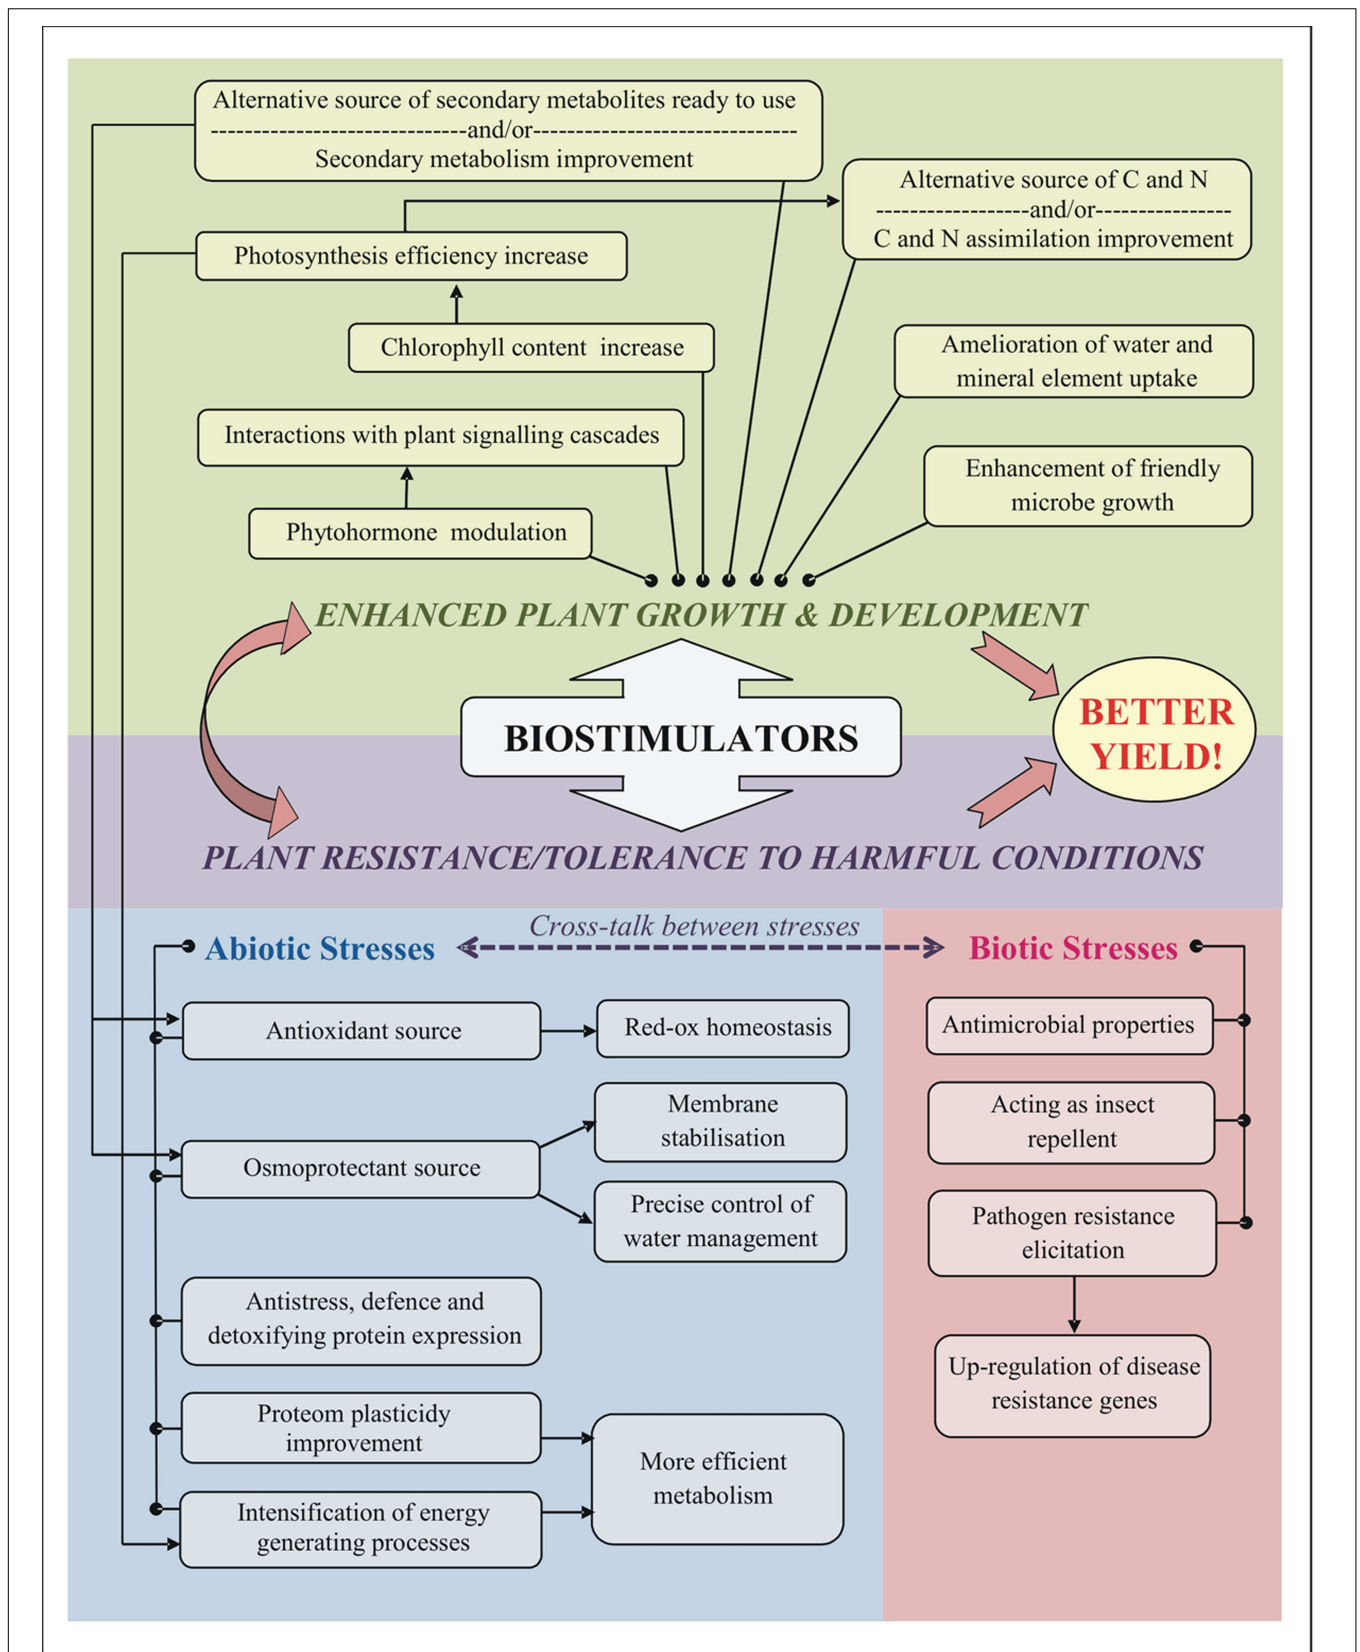 Alternative source of secondary metabolites ready to use
-------------------------------and/or--------------------------------
Secondary metabolism improvement
Alternative source of C and N
------------------and/or----------------
C and N assimilation improvement
Photosynthesis efficiency increase
Chlorophyll content increase
Amelioration of water and
mineral element uptake
Interactions with plant signalling cascades
Enhancement of friendly
microbe growth
Phytohormone modulation
ENHANCED PLANT GROWTH & DEVELOPMENT
BIOSTIMULATORS
BETTER
YIELD!
PLANT RESISTANCE/TOLERANCE TO HARMFUL CONDITIONS
Cross-talk between stresses
Abiotic Stresses
Biotic Stresses
Antioxidant source
Red-ox homeostasis
Antimicrobial properties
Membrane
stabilisation
Acting as insect
repellent
Osmoprotectant source
Precise control of
water management
Pathogen resistance
elicitation
Antistress, defence and
detoxifying protein expression
Up-regulation of disease
resistance genes
Proteom plasticidy
improvement
More efficient
metabolism
Intensification of energy
generating processes